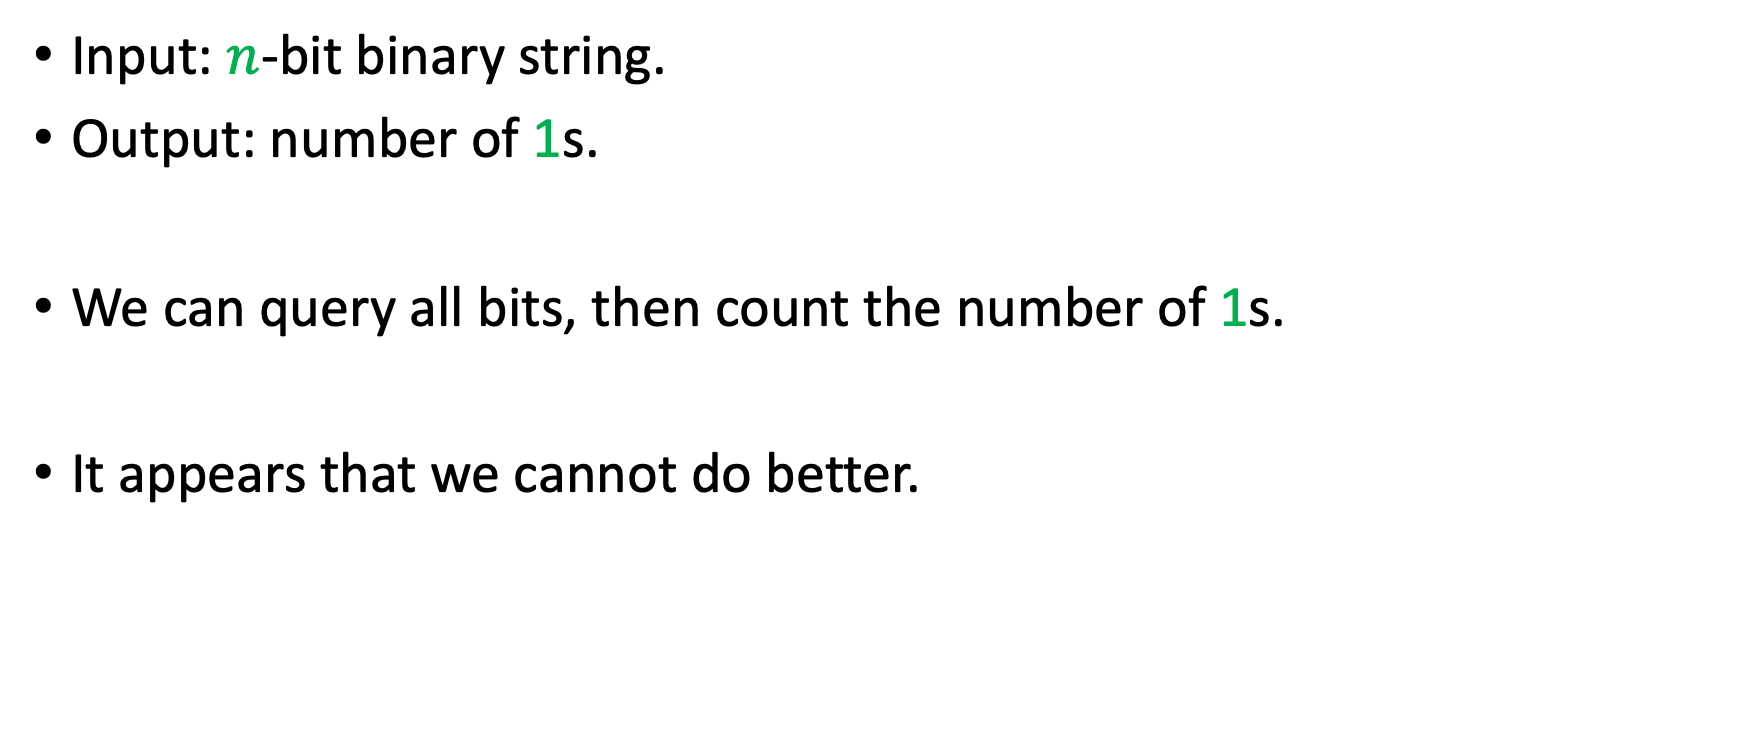 • Input: n-bit binary string.
• Output: number of 1s.
• We can query all bits, then count the number of 1s.
• It appears that we cannot do better.